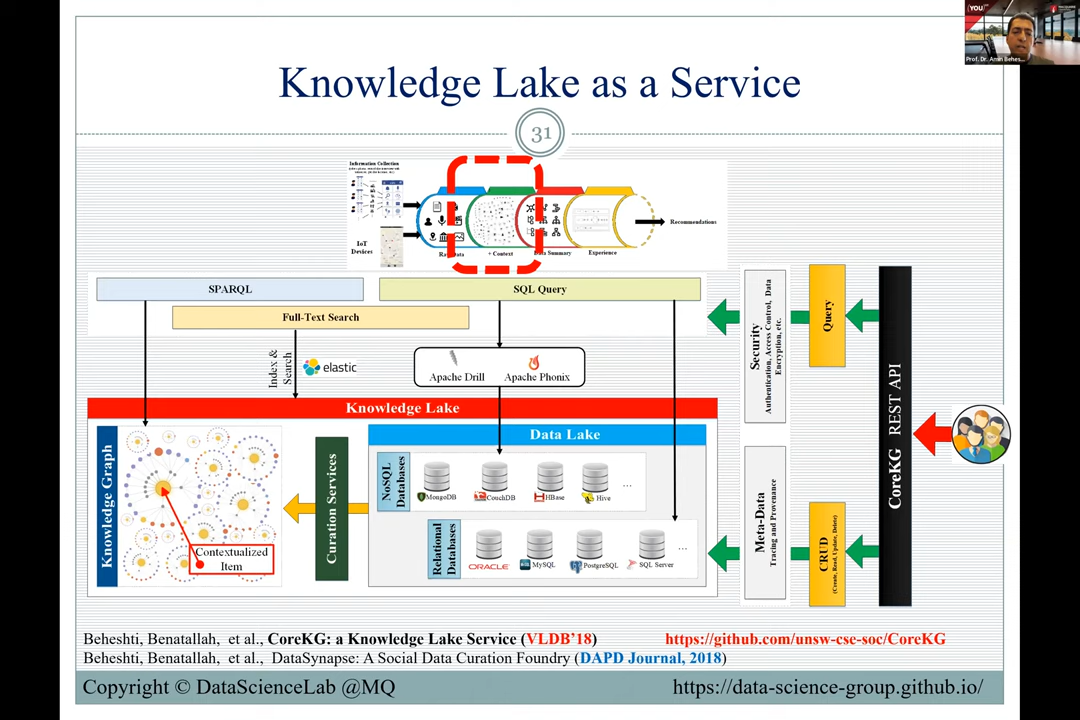 (YOU)
Prof. Dr. Amin Behes...
Knowledge Lake as a Service
31
Information Collection
IoT
Devices
Raw Data
+ Context
Data Summary
Experience
Recommendations
SPARQL
SQL Query
Full-Text Search
Index &
Search
elastic
Apache Drill
Apache Phonix
Security
Authentication, Access Control, Data
Encryption, etc.
Query
CoreKG REST API
Knowledge Lake
Knowledge Graph
Contextualized
Item
Curation Services
Data Lake
NoSQL
Databases
MongoDB
CouchDB
HBase
Hive
...
Relational
Databases
ORACLE
MySQL
PostgreSQL
SQL Server
...
Meta-Data
Tracing and Provenance
CRUD
(Create, Read, Update, Delete)
Beheshti, Benatallah, et al., CoreKG: a Knowledge Lake Service (VLDB'18)
https://github.com/unsw-cse-soc/CoreKG
Beheshti, Benatallah, et al., DataSynapse: A Social Data Curation Foundry (DAPD Journal, 2018)
Copyright © DataScienceLab @MQ
https://data-science-group.github.io/